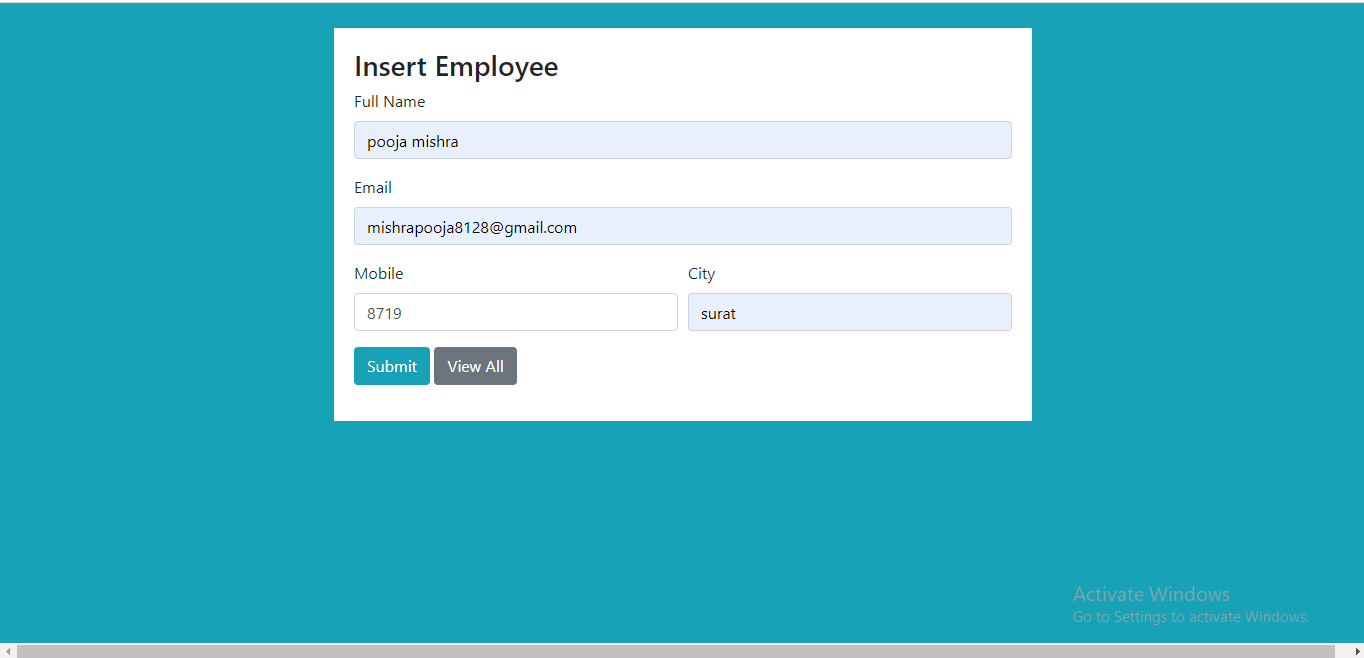 Insert Employee
Full Name
pooja mishra
Email
mishrapooja8128@gmail.com
Mobile City
8719 surat
Submit View All
Activate Windows
Go to Settings to activate Windows.